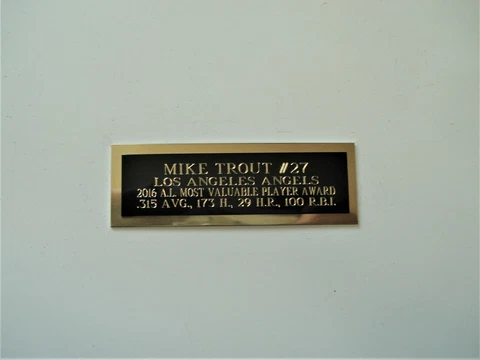 MIKE TROUT #27
LOS ANGELES ANGELS
2016 A.L. MOST VALUABLE PLAYER AWARD
.315 AVG., 173 H., 29 H.R., 100 R.B.I.